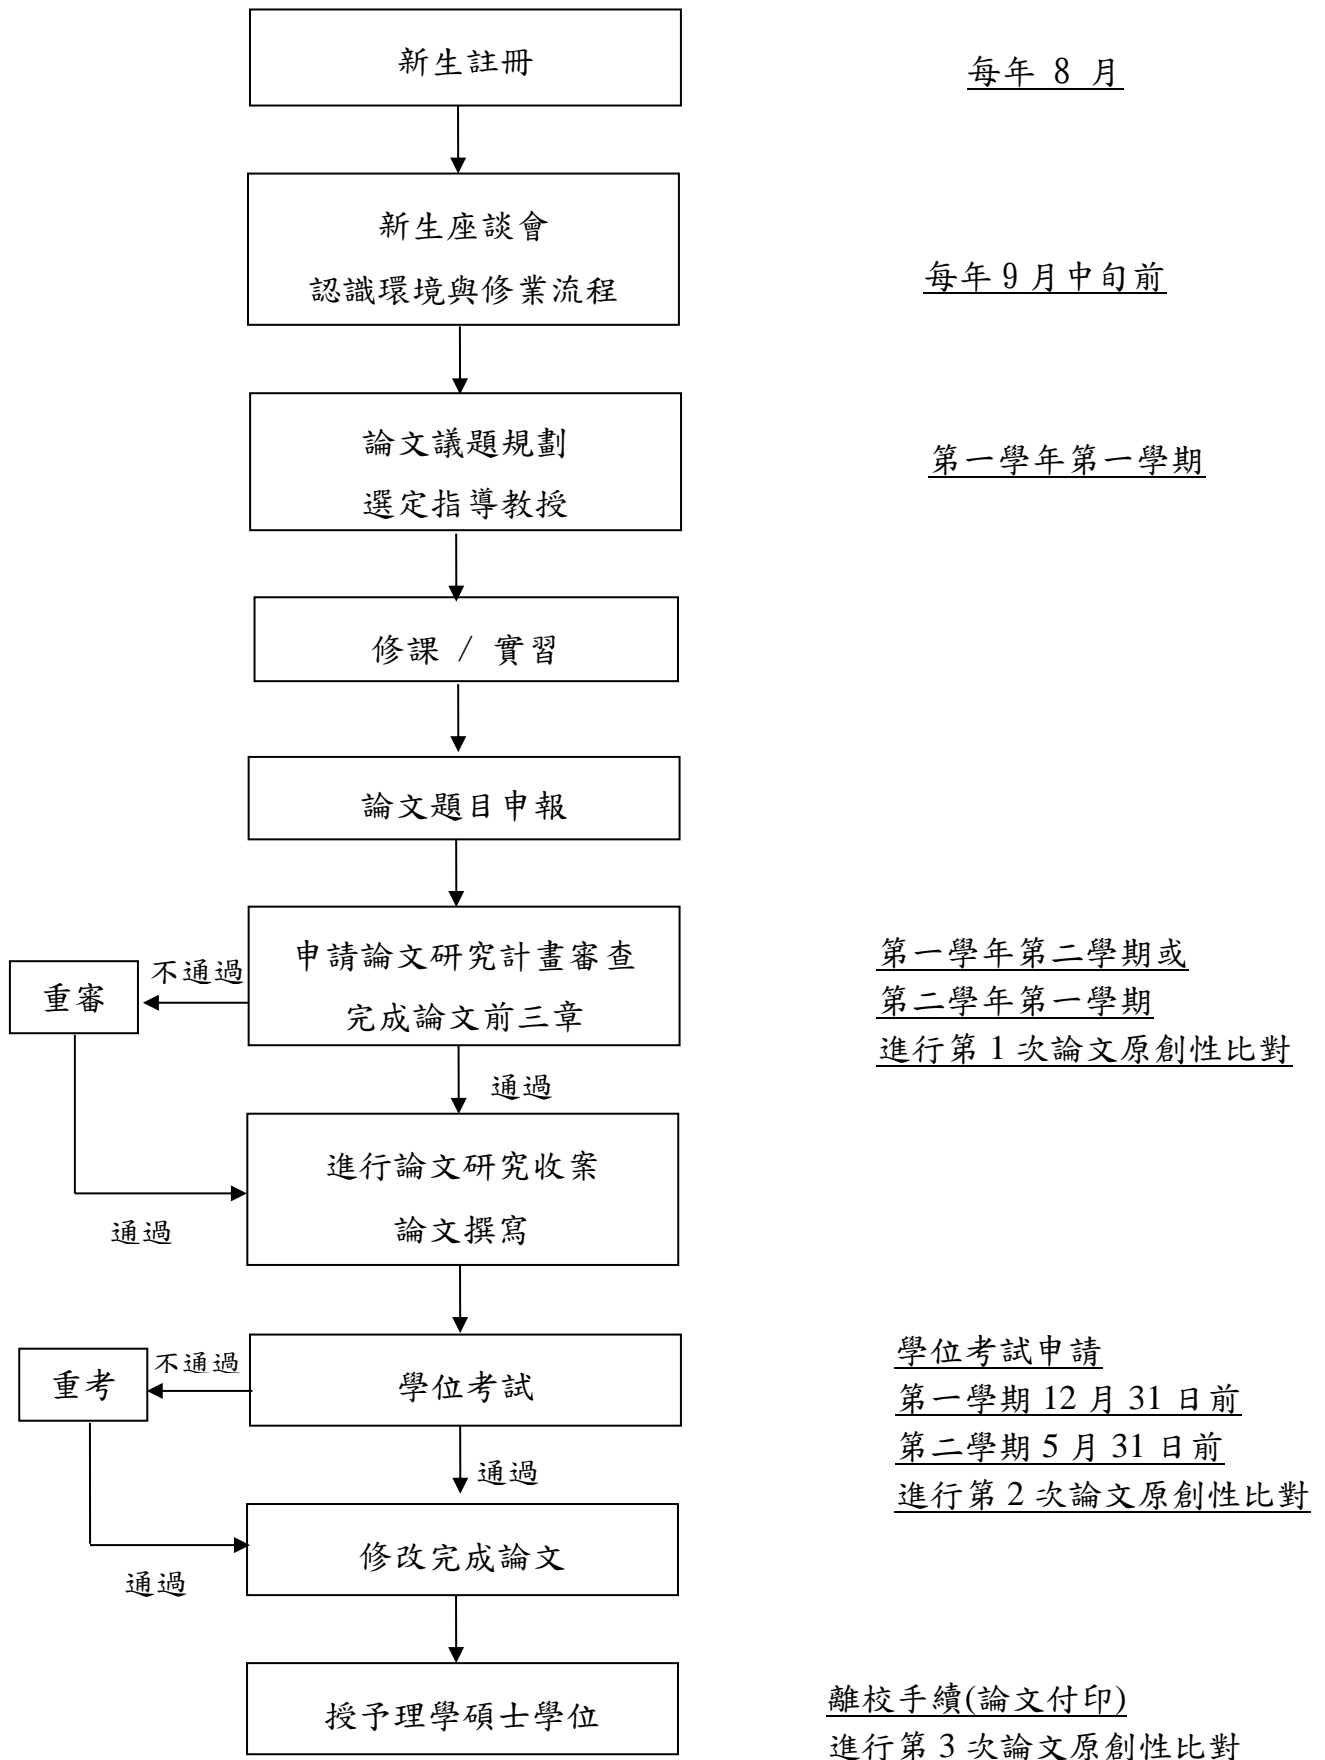 新生註冊
每年 8 月
新生座談會
認識環境與修業流程
每年 9 月中旬前
論文議題規劃
選定指導教授
第一學年第一學期
修課 / 實習
論文題目申報
申請論文研究計畫審查
完成論文前三章
不通過
重審
第一學年第二學期或
第二學年第一學期
進行第 1 次論文原創性比對
通過
進行論文研究收案
論文撰寫
通過
學位考試
不通過
重考
學位考試申請
第一學期 12 月 31 日前
第二學期 5 月 31 日前
進行第 2 次論文原創性比對
通過
修改完成論文
通過
授予理學碩士學位
離校手續(論文付印)
進行第 3 次論文原創性比對